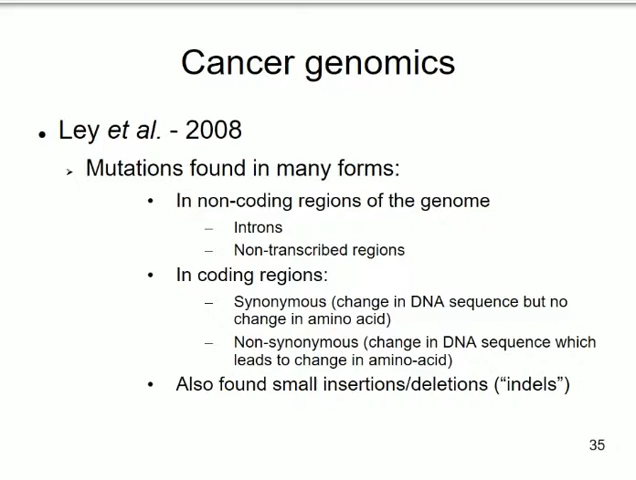 Cancer genomics
• Ley et al. - 2008
➢ Mutations found in many forms:
• In non-coding regions of the genome
– Introns
– Non-transcribed regions
• In coding regions:
– Synonymous (change in DNA sequence but no
change in amino acid)
– Non-synonymous (change in DNA sequence which
leads to change in amino-acid)
• Also found small insertions/deletions (“indels”)
35